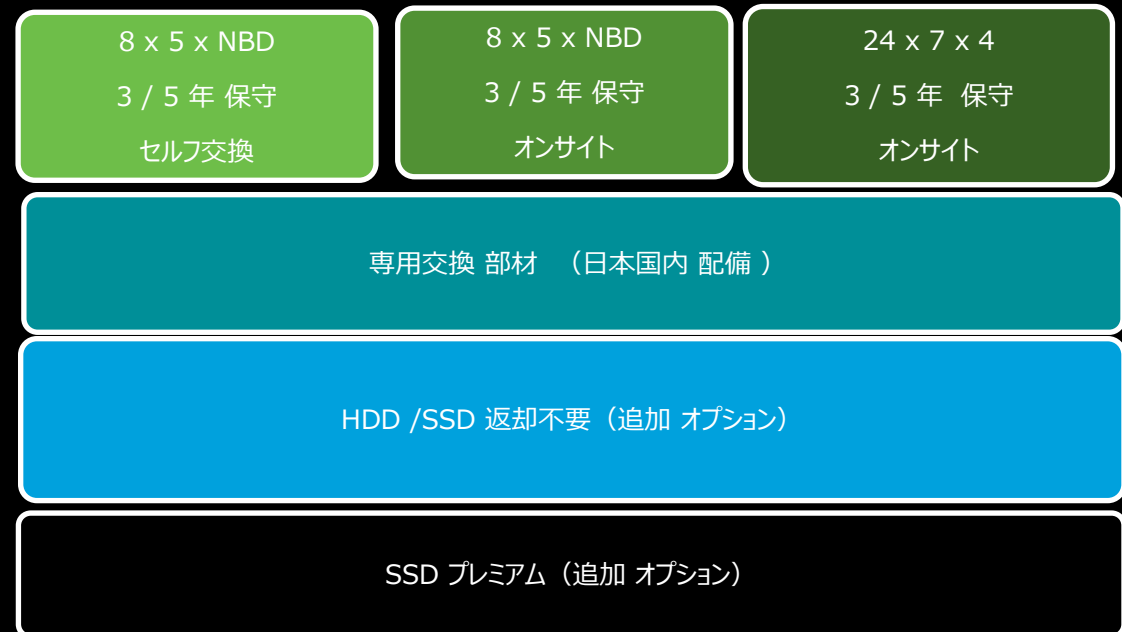 8 x 5 x NBD
3 / 5 年 保守
セルフ交換
8 x 5 x NBD
3 / 5 年 保守
オンサイト
24 x 7 x 4
3 / 5 年 保守
オンサイト
専用交換 部材 （日本国内 配備 ）
HDD /SSD 返却不要（追加 オプション）
SSD プレミアム（追加 オプション）